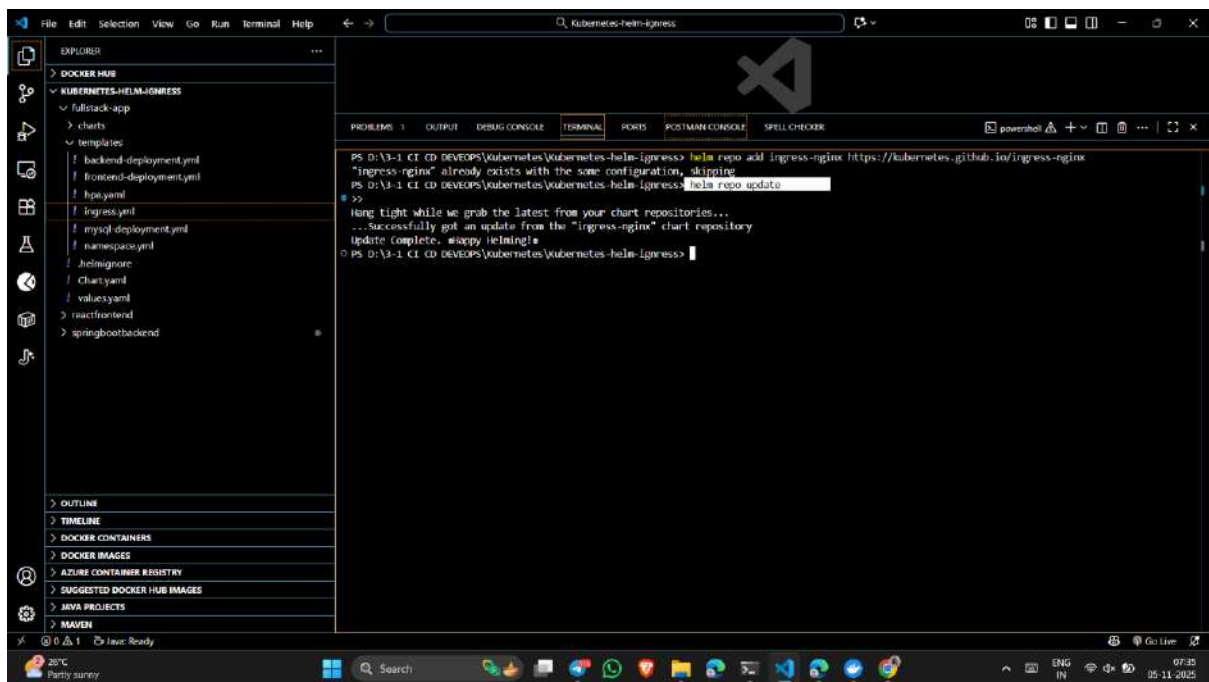 File Edit Selection View Go Run Terminal Help
Kubernetes-helm-ignress
EXPLORER
DOCKER HUB
KUBERNETES-HELM-IGNRESS
fullstack-app
charts
templates
backend-deployment.yml
frontend-deployment.yml
hpa.yaml
ingress.yml
mysql-deployment.yml
namespace.yml
.helmignore
Chart.yaml
values.yaml
reactfrontend
springbootbackend
OUTLINE
TIMELINE
DOCKER CONTAINERS
DOCKER IMAGES
AZURE CONTAINER REGISTRY
SUGGESTED DOCKER HUB IMAGES
JAVA PROJECTS
MAVEN
PROBLEMS 1 OUTPUT DEBUG CONSOLE TERMINAL PORTS POSTMAN CONSOLE SPELL CHECKER
powershell
PS D:\3-1 CI CD DEVEOPS\Kubernetes\Kubernetes-helm-ignress> helm repo add ingress-nginx https://kubernetes.github.io/ingress-nginx
"ingress-nginx" already exists with the same configuration, skipping
PS D:\3-1 CI CD DEVEOPS\Kubernetes\Kubernetes-helm-ignress> helm repo update
>>
Hang tight while we grab the latest from your chart repositories...
...Successfully got an update from the "ingress-nginx" chart repository
Update Complete. ⎈Happy Helming!⎈
PS D:\3-1 CI CD DEVEOPS\Kubernetes\Kubernetes-helm-ignress>
0 1 Java: Ready
Go Live
26°C
Partly sunny
Search
ENG
IN
07:35
05-11-2025